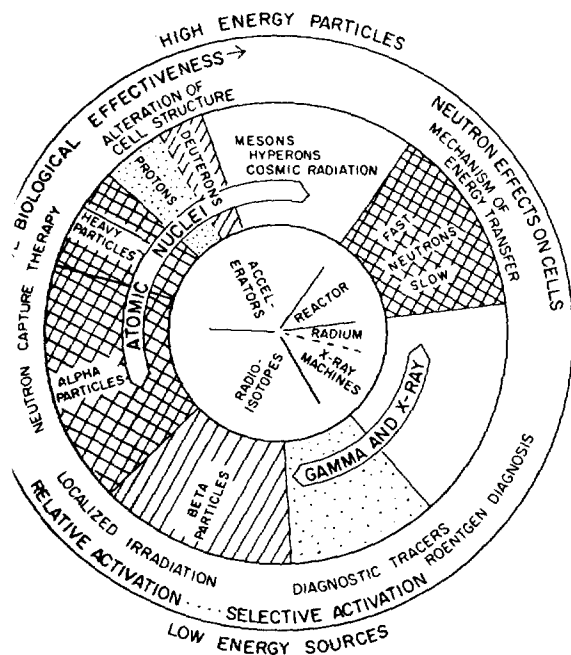 HIGH ENERGY PARTICLES
BIOLOGICAL EFFECTIVENESS →
ALTERATION OF
CELL STRUCTURE
NEUTRON EFFECTS ON CELLS
MECHANISM OF
ENERGY TRANSFER
MESONS
HYPERONS
COSMIC RADIATION
DEUTERONS
PROTONS
HEAVY
PARTICLES
ATOMIC NUCLEI
ALPHA
PARTICLES
FAST
NEUTRONS
SLOW
ACCEL-
ERATORS
REACTOR
RADIUM
X-RAY
MACHINES
RADIO-
ISOTOPES
GAMMA AND X-RAY
BETA
PARTICLES
NEUTRON CAPTURE THERAPY
LOCALIZED IRRADIATION
DIAGNOSTIC TRACERS
ROENTGEN DIAGNOSIS
RELATIVE ACTIVATION .... SELECTIVE ACTIVATION
LOW ENERGY SOURCES